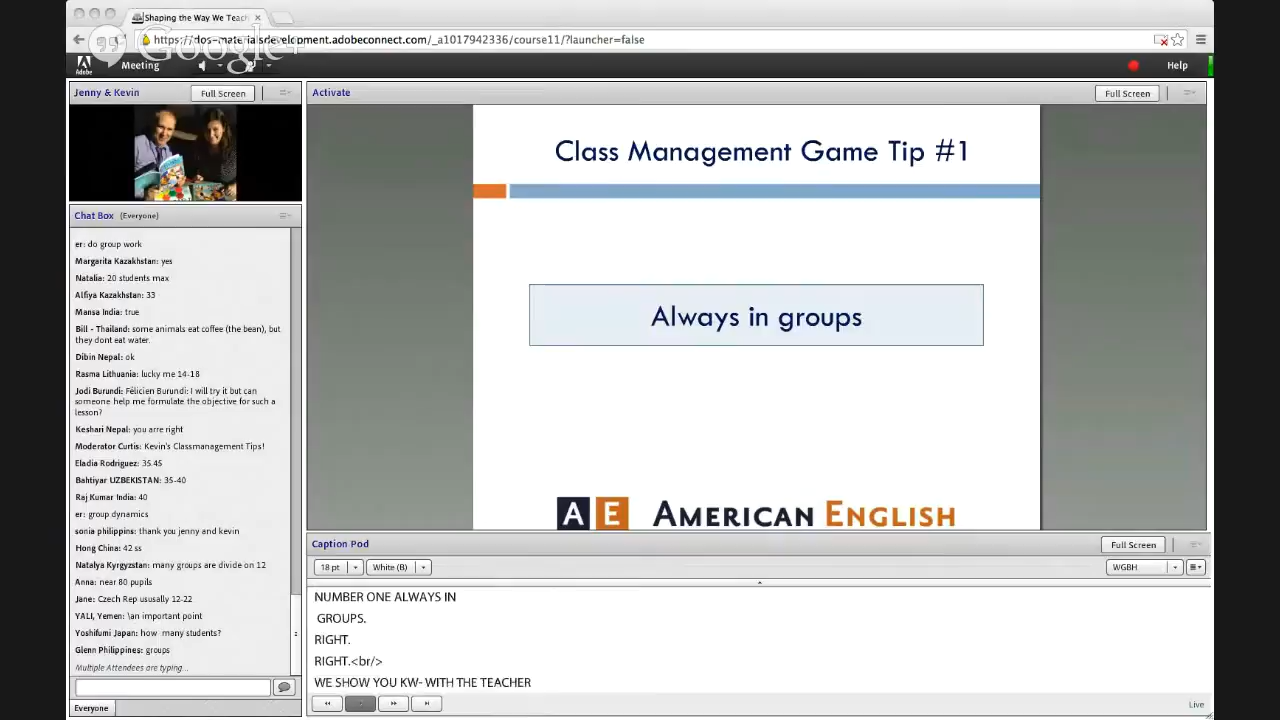 Shaping the Way We Teach
Google+
https://dos-materialsdevelopment.adobeconnect.com/_a1017942336/course11/?launcher=false
Adobe
Meeting
Help
Jenny & Kevin
Full Screen
Activate
Full Screen
Class Management Game Tip #1
Always in groups
A E AMERICAN ENGLISH
Chat Box (Everyone)
er: do group work
Margarita Kazakhstan: yes
Natalia: 20 students max
Alfiya Kazakhstan: 33
Mansa India: true
Bill - Thailand: some animals eat coffee (the bean), but
they dont eat water.
Dibin Nepal: ok
Rasma Lithuania: lucky me 14-18
Jodi Burundi: Félicien Burundi: I will try it but can
someone help me formulate the objective for such a
lesson?
Keshari Nepal: you arre right
Moderator Curtis: Kevin's Classmanagement Tips!
Eladia Rodriguez: 35.45
Bahtiyar UZBEKISTAN: 35-40
Raj Kumar India: 40
er: group dynamics
sonia philippins: thank you jenny and kevin
Hong China: 42 ss
Natalya Kyrgyzstan: many groups are divide on 12
Anna: near 80 pupils
Jane: Czech Rep ususally 12-22
YALI, Yemen: \an important point
Yoshifumi Japan: how many students?
Glenn Philippines: groups
Multiple Attendees are typing...
Everyone
Caption Pod
Full Screen
18 pt
White (B)
WGBH
NUMBER ONE ALWAYS IN
GROUPS.
RIGHT.
RIGHT.<br/>
WE SHOW YOU KW- WITH THE TEACHER
Live